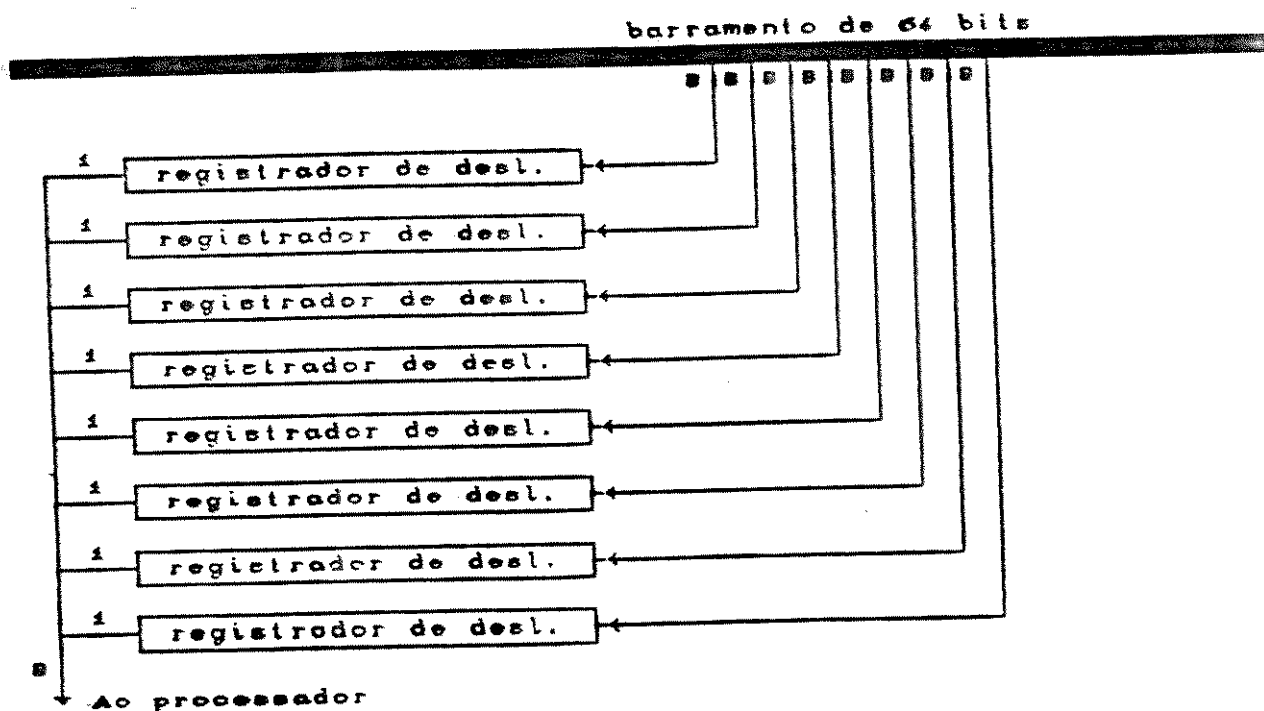 barramento de 64 bits
8 8 8 8 8 8 8 8
1 registrador de desl.
1 registrador de desl.
1 registrador de desl.
1 registrador de desl.
1 registrador de desl.
1 registrador de desl.
1 registrador de desl.
1 registrador de desl.
8
Ao processador